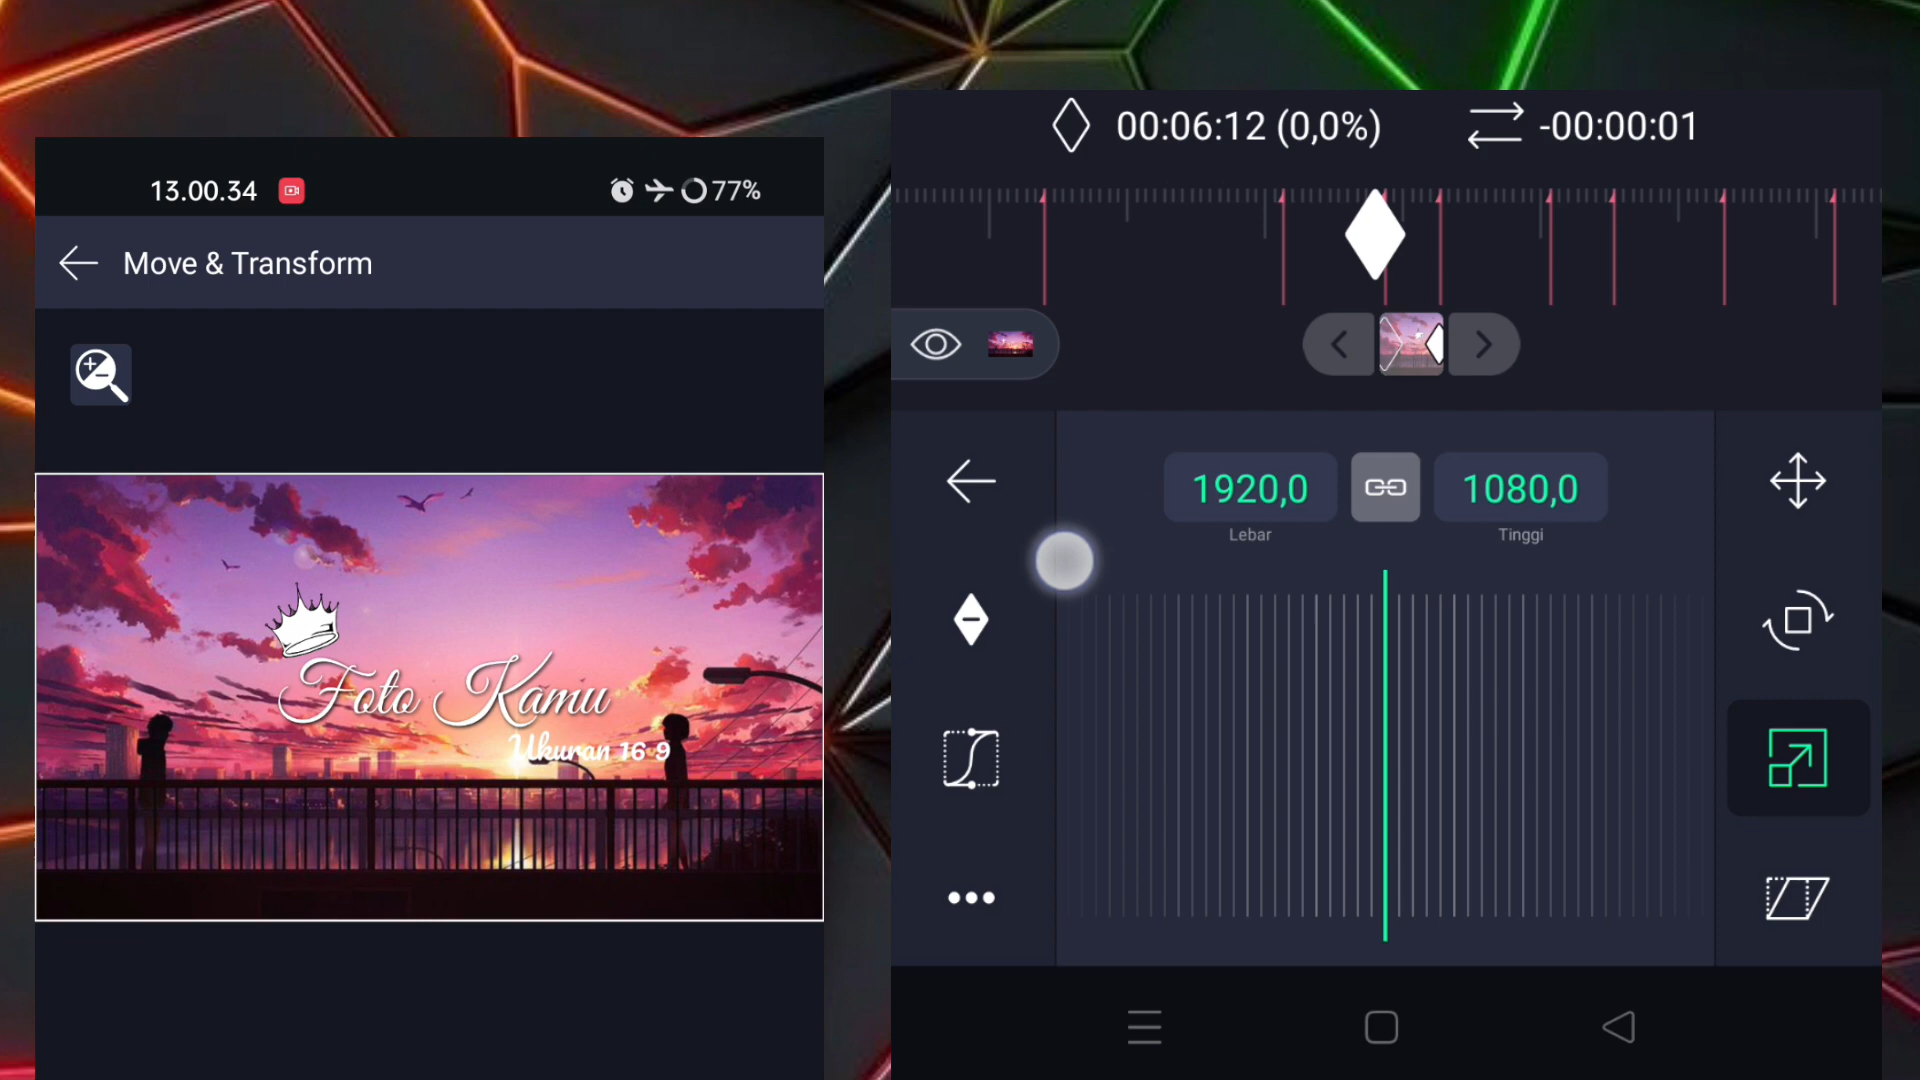 13.00.34
77%
Move & Transform
Foto Kamu
Ukuran 16-9
00:06:12 (0,0%)
-00:00:01
1920,0
1080,0
Lebar
Tinggi